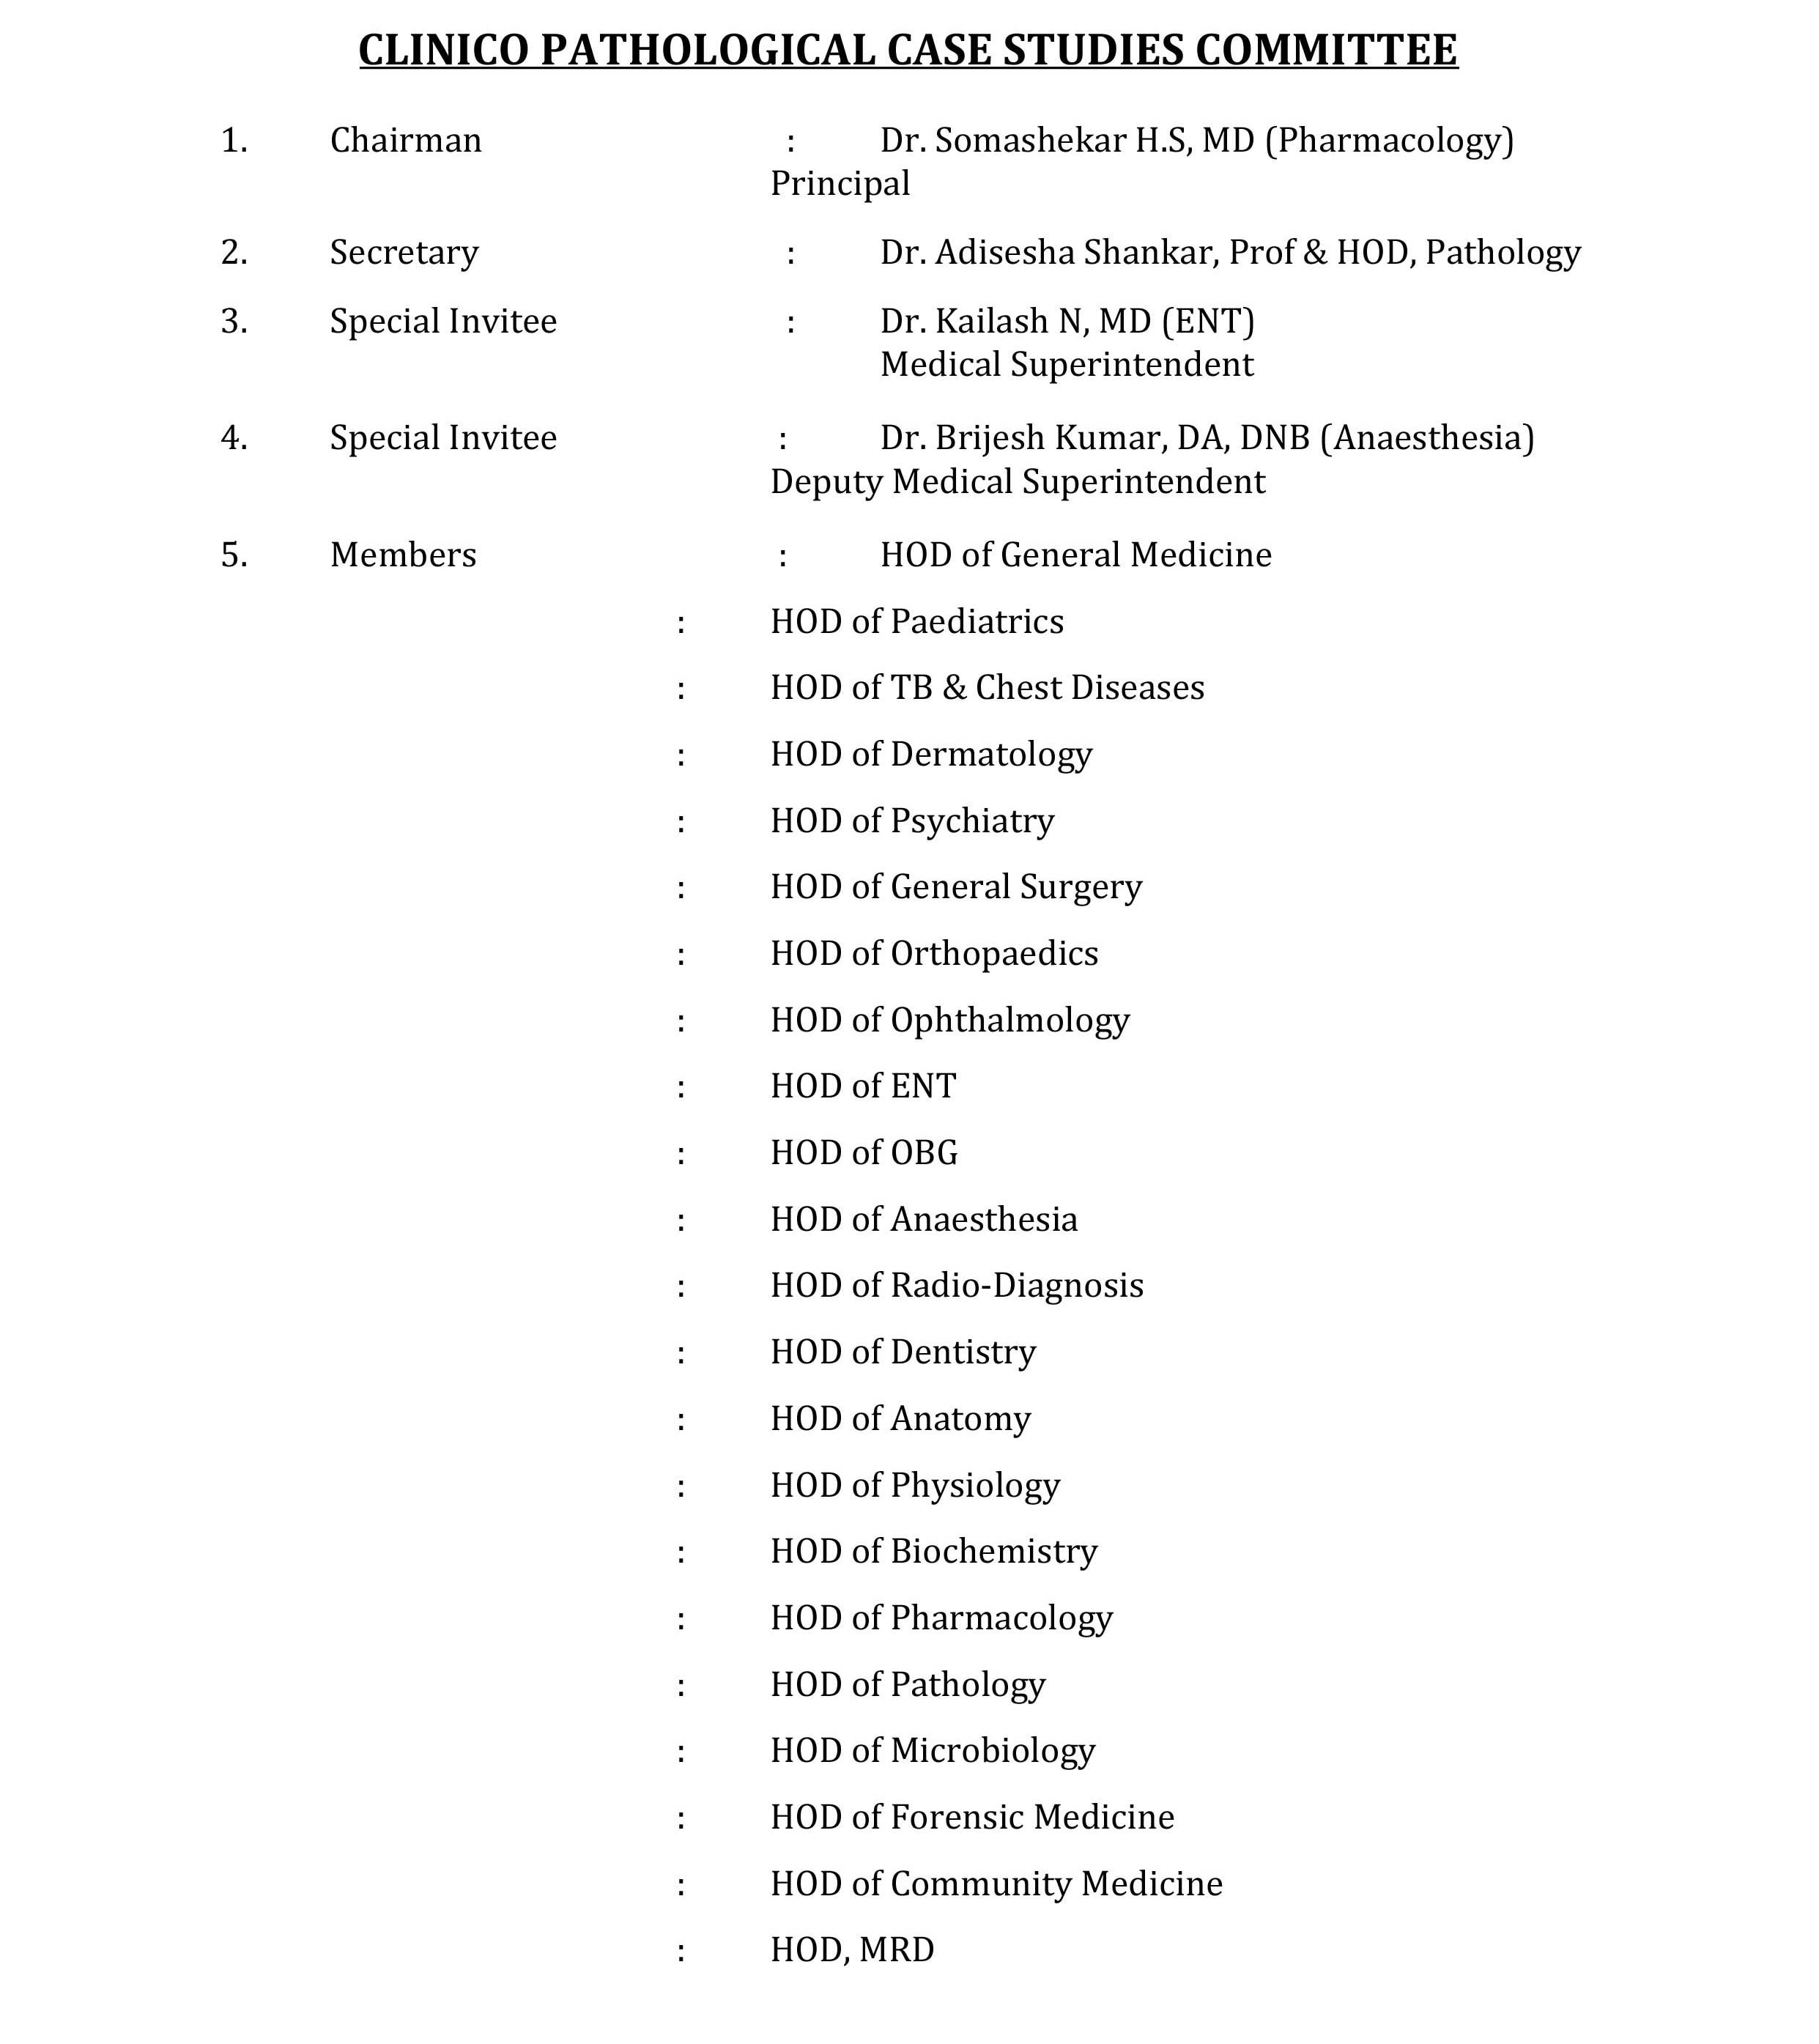 CLINICO PATHOLOGICAL CASE STUDIES COMMITTEE
1. Chairman : Dr. Somashekar H.S, MD (Pharmacology)
Principal
2. Secretary : Dr. Adisesha Shankar, Prof & HOD, Pathology
3. Special Invitee : Dr. Kailash N, MD (ENT)
Medical Superintendent
4. Special Invitee : Dr. Brijesh Kumar, DA, DNB (Anaesthesia)
Deputy Medical Superintendent
5. Members : HOD of General Medicine
: HOD of Paediatrics
: HOD of TB & Chest Diseases
: HOD of Dermatology
: HOD of Psychiatry
: HOD of General Surgery
: HOD of Orthopaedics
: HOD of Ophthalmology
: HOD of ENT
: HOD of OBG
: HOD of Anaesthesia
: HOD of Radio-Diagnosis
: HOD of Dentistry
: HOD of Anatomy
: HOD of Physiology
: HOD of Biochemistry
: HOD of Pharmacology
: HOD of Pathology
: HOD of Microbiology
: HOD of Forensic Medicine
: HOD of Community Medicine
: HOD, MRD